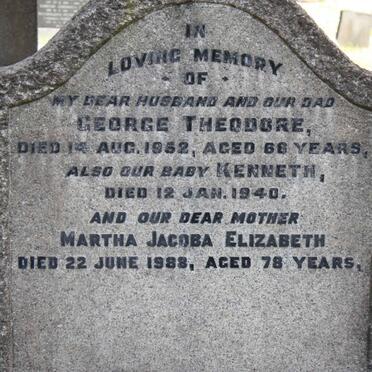 IN
LOVING MEMORY
· OF ·
MY DEAR HUSBAND AND OUR DAD
GEORGE THEODORE,
DIED 14 AUG. 1952, AGED 66 YEARS,
ALSO OUR BABY KENNETH,
DIED 12 JAN. 1940.
AND OUR DEAR MOTHER
MARTHA JACOBA ELIZABETH
DIED 22 JUNE 1988, AGED 78 YEARS,